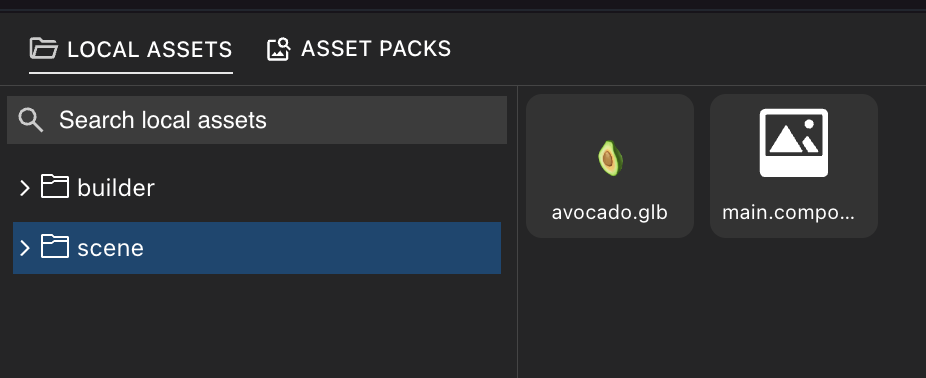 LOCAL ASSETS
ASSET PACKS
Search local assets
builder
scene
avocado.glb
main.compo...